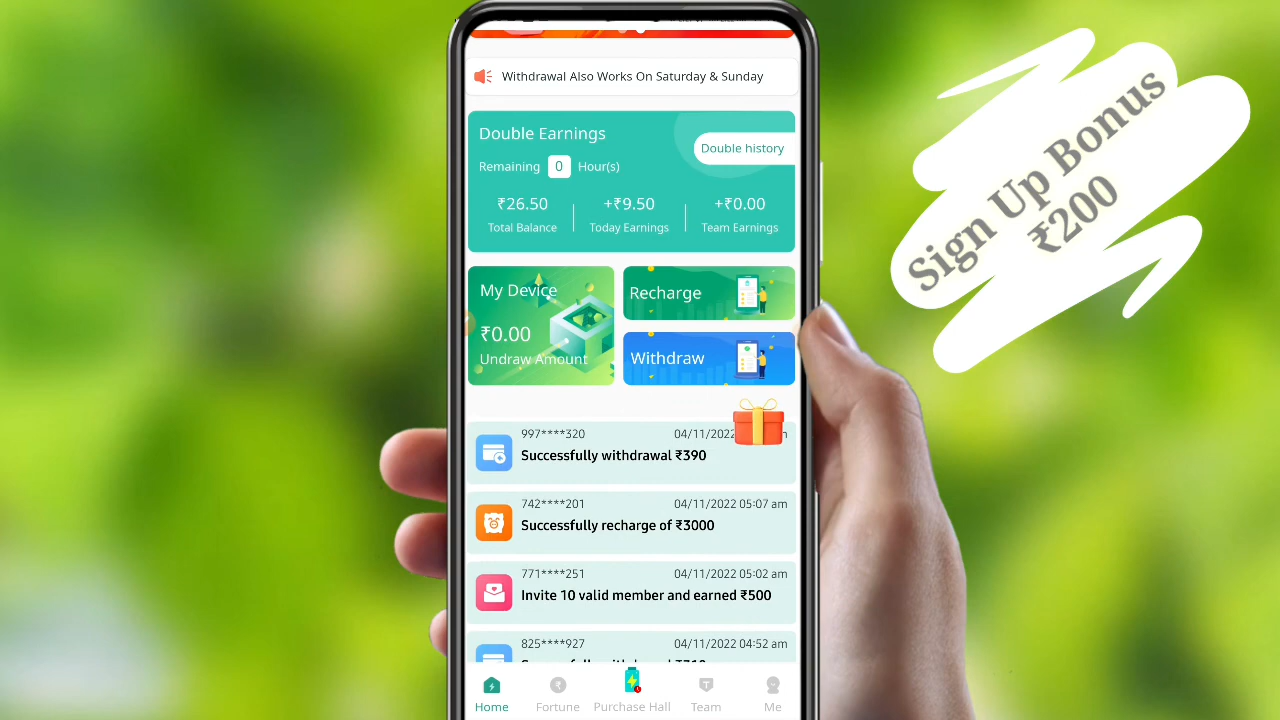 Withdrawal Also Works On Saturday & Sunday
Double Earnings
Double history
Remaining 0 Hour(s)
₹26.50 +₹9.50 +₹0.00
Total Balance Today Earnings Team Earnings
My Device
₹0.00
Undraw Amount
Recharge
Withdraw
997****320 04/11/2022
Successfully withdrawal ₹390
742****201 04/11/2022 05:07 am
Successfully recharge of ₹3000
771****251 04/11/2022 05:02 am
Invite 10 valid member and earned ₹500
825****927 04/11/2022 04:52 am
Home Fortune Purchase Hall Team Me
Sign Up Bonus
₹200